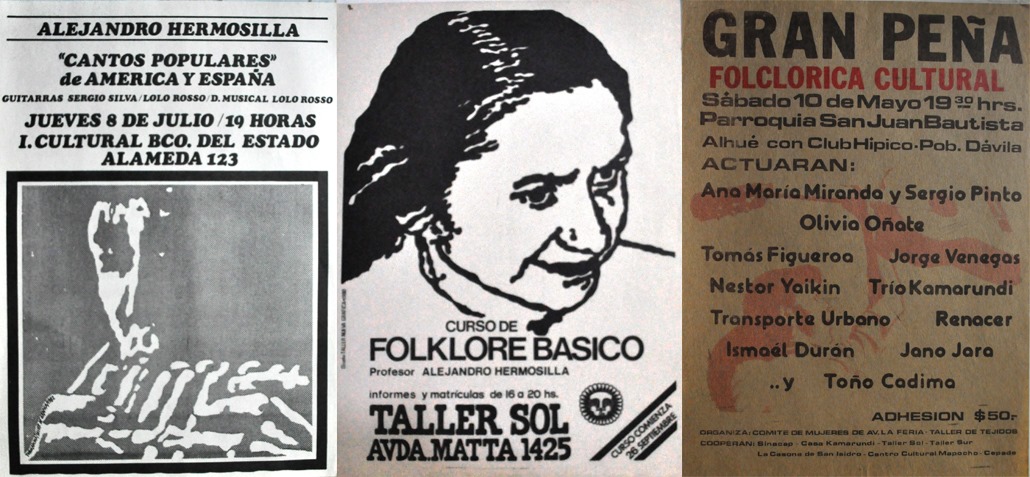 ALEJANDRO HERMOSILLA
"CANTOS POPULARES"
de AMERICA Y ESPAÑA
GUITARRAS SERGIO SILVA/LOLO ROSSO/D. MUSICAL LOLO ROSSO
JUEVES 8 DE JULIO / 19 HORAS
I. CULTURAL BCO. DEL ESTADO
ALAMEDA 123
CURSO DE
FOLKLORE BASICO
Profesor ALEJANDRO HERMOSILLA
informes y matrículas de 16 a 20 hs.
TALLER SOL
AVDA. MATTA 1425
CURSO COMIENZA
26 SEPTIEMBRE
GRAN PEÑA
FOLCLORICA CULTURAL
Sábado 10 de Mayo 19 30 hrs.
Parroquia San Juan Bautista
Alhué con Club Hípico-Pob. Dávila
ACTUARAN:
Ana María Miranda y Sergio Pinto
Olivia Oñate
Tomás Figueroa Jorge Venegas
Nestor Yaikin Trío Kamarundi
Transporte Urbano Renacer
Ismaél Durán Jano Jara
..y Toño Cadima
ADHESION $50.-
ORGANIZA: COMITE DE MUJERES DE AV. LA FERIA - TALLER DE TEJIDOS
COOPERAN: Sinacap - Casa Kamarundi - Taller Sol - Taller Sur
La Casona de San Isidro - Centro Cultural Mapocho - Cepade